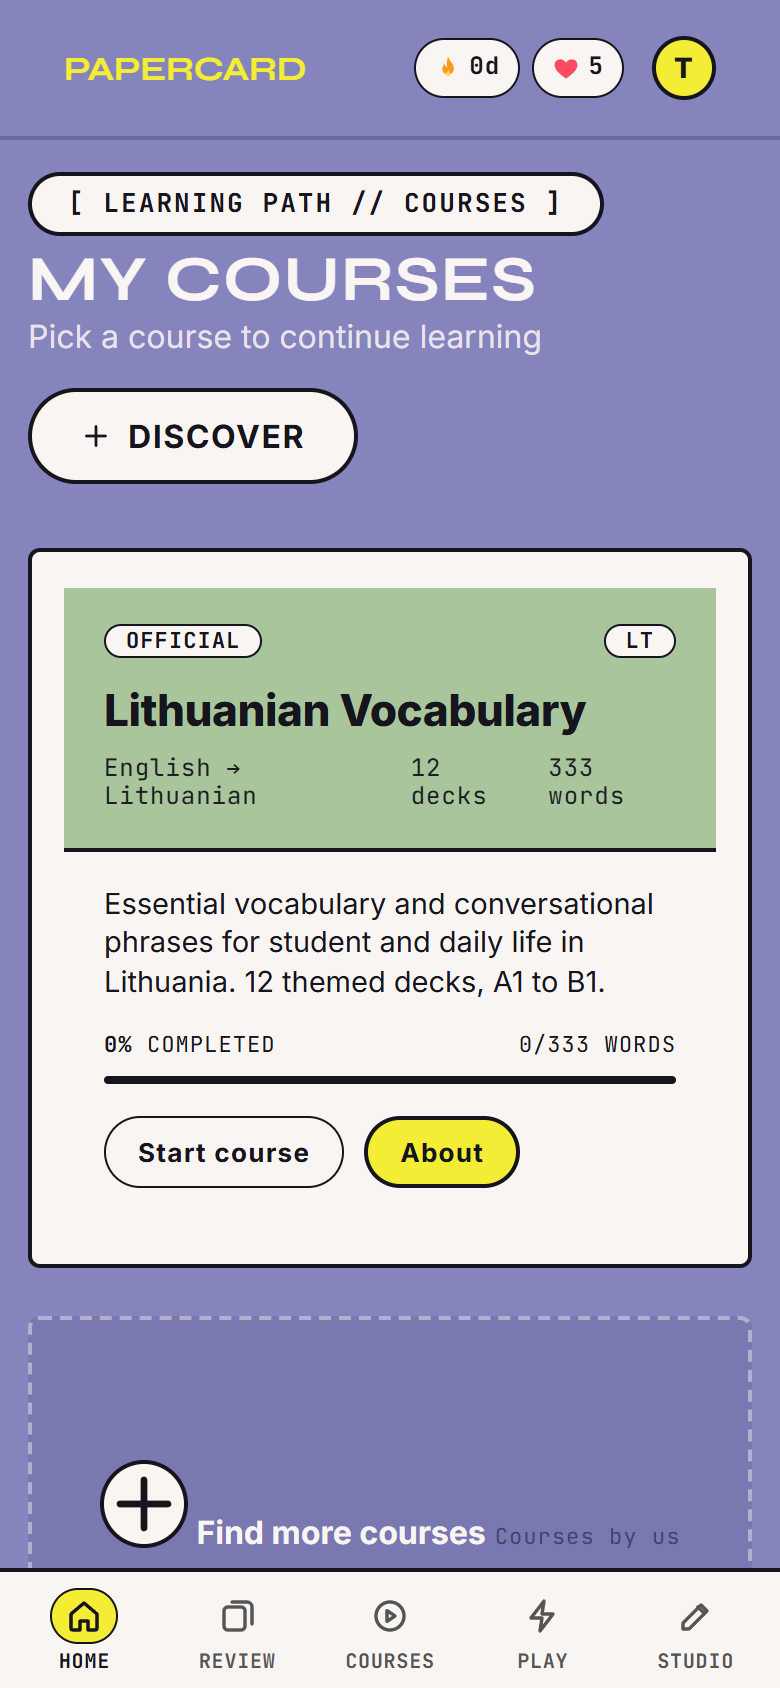 PAPERCARD
0d
5
T
[ LEARNING PATH // COURSES ]
MY COURSES
Pick a course to continue learning
+ DISCOVER
OFFICIAL
LT
Lithuanian Vocabulary
English →
Lithuanian
12
decks
333
words
Essential vocabulary and conversational
phrases for student and daily life in
Lithuania. 12 themed decks, A1 to B1.
0% COMPLETED
0/333 WORDS
Start course
About
Find more courses Courses by us
HOME
REVIEW
COURSES
PLAY
STUDIO